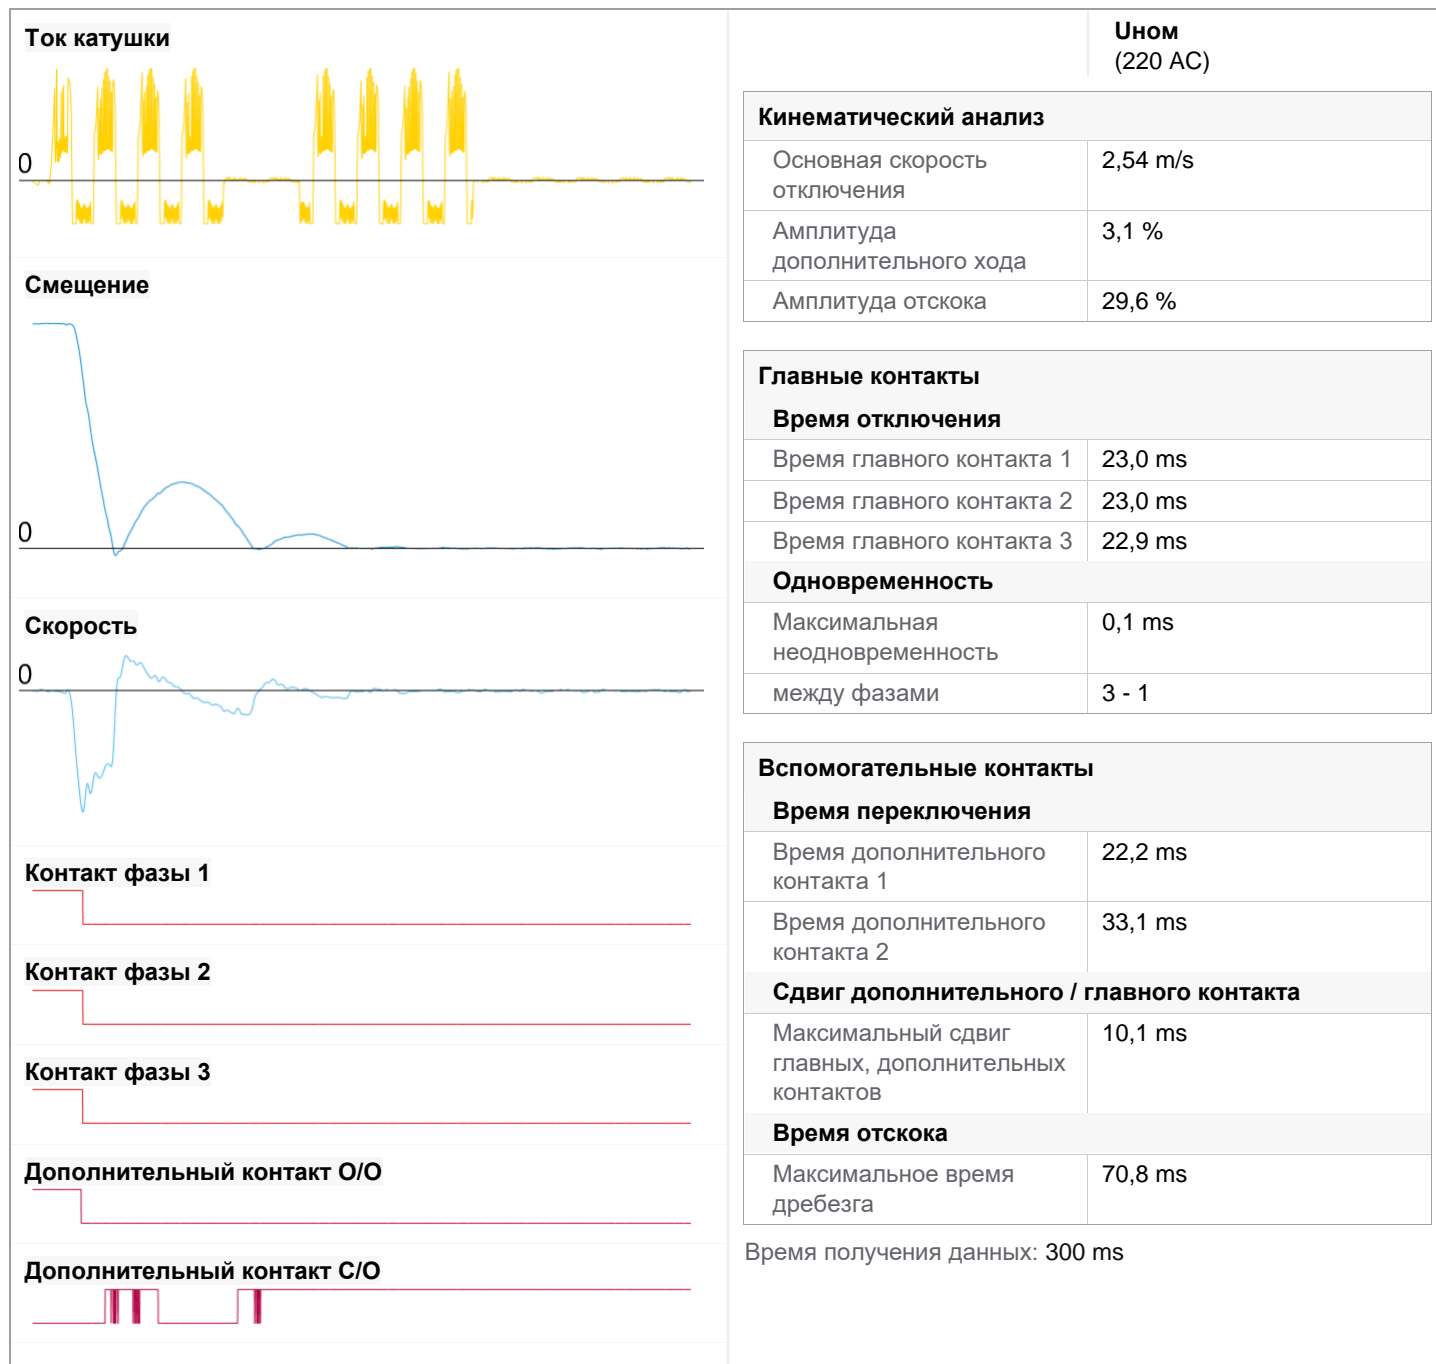 Ток катушки
0
Смещение
0
Скорость
0
Контакт фазы 1
Контакт фазы 2
Контакт фазы 3
Дополнительный контакт O/O
Дополнительный контакт C/O
Uном
(220 AC)
Кинематический анализ
Основная скорость
отключения
2,54 m/s
Амплитуда
дополнительного хода
3,1 %
Амплитуда отскока
29,6 %
Главные контакты
Время отключения
Время главного контакта 1
23,0 ms
Время главного контакта 2
23,0 ms
Время главного контакта 3
22,9 ms
Одновременность
Максимальная
неодновременность
0,1 ms
между фазами
3 - 1
Вспомогательные контакты
Время переключения
Время дополнительного
контакта 1
22,2 ms
Время дополнительного
контакта 2
33,1 ms
Сдвиг дополнительного / главного контакта
Максимальный сдвиг
главных, дополнительных
контактов
10,1 ms
Время отскока
Максимальное время
дребезга
70,8 ms
Время получения данных: 300 ms